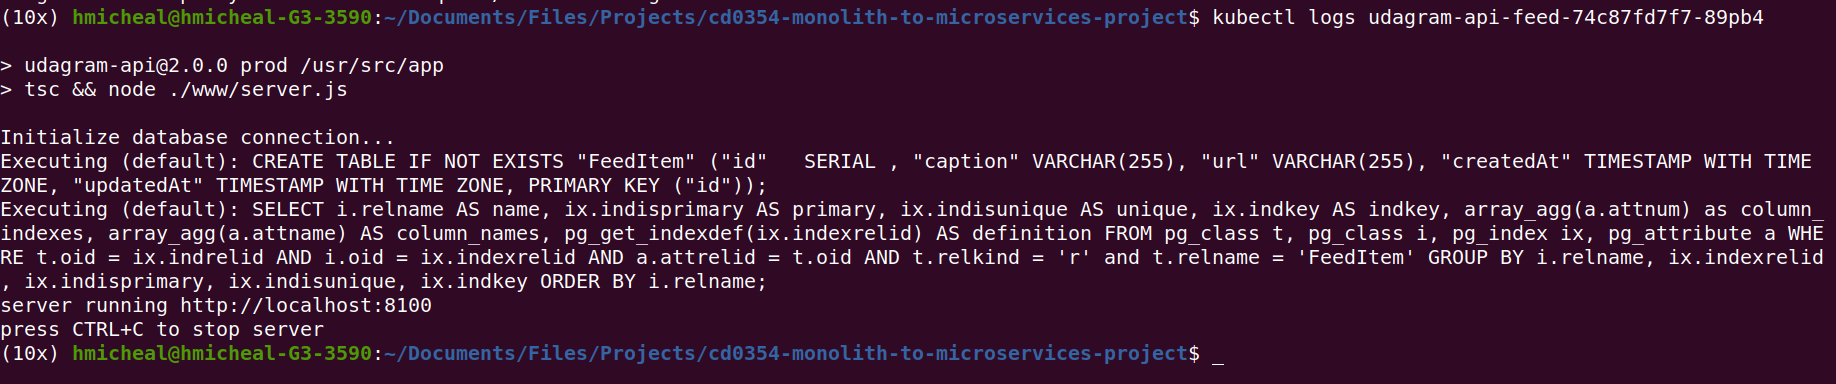 (10x) hmicheal@hmicheal-G3-3590:~/Documents/Files/Projects/cd0354-monolith-to-microservices-project$ kubectl logs udagram-api-feed-74c87fd7f7-89pb4
> udagram-api@2.0.0 prod /usr/src/app
> tsc && node ./www/server.js
Initialize database connection...
Executing (default): CREATE TABLE IF NOT EXISTS "FeedItem" ("id"   SERIAL , "caption" VARCHAR(255), "url" VARCHAR(255), "createdAt" TIMESTAMP WITH TIME
ZONE, "updatedAt" TIMESTAMP WITH TIME ZONE, PRIMARY KEY ("id"));
Executing (default): SELECT i.relname AS name, ix.indisprimary AS primary, ix.indisunique AS unique, ix.indkey AS indkey, array_agg(a.attnum) as column_
indexes, array_agg(a.attname) AS column_names, pg_get_indexdef(ix.indexrelid) AS definition FROM pg_class t, pg_class i, pg_index ix, pg_attribute a WHE
RE t.oid = ix.indrelid AND i.oid = ix.indexrelid AND a.attrelid = t.oid AND t.relkind = 'r' and t.relname = 'FeedItem' GROUP BY i.relname, ix.indexrelid
, ix.indisprimary, ix.indisunique, ix.indkey ORDER BY i.relname;
server running http://localhost:8100
press CTRL+C to stop server
(10x) hmicheal@hmicheal-G3-3590:~/Documents/Files/Projects/cd0354-monolith-to-microservices-project$ _